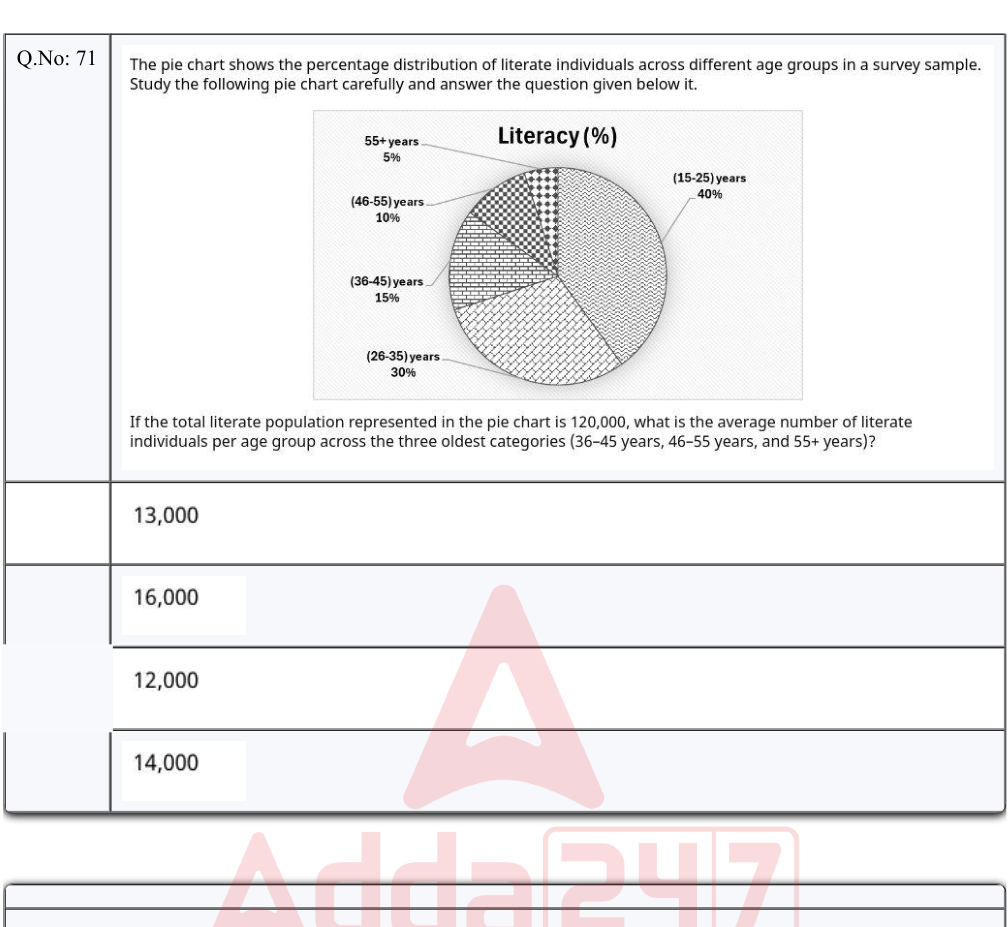 Q.No: 71
The pie chart shows the percentage distribution of literate individuals across different age groups in a survey sample.
Study the following pie chart carefully and answer the question given below it.
Literacy (%)
55+ years
5%
(15-25) years
40%
(46-55) years
10%
(36-45) years
15%
(26-35) years
30%
If the total literate population represented in the pie chart is 120,000, what is the average number of literate
individuals per age group across the three oldest categories (36–45 years, 46–55 years, and 55+ years)?
13,000
16,000
12,000
14,000
Adda247